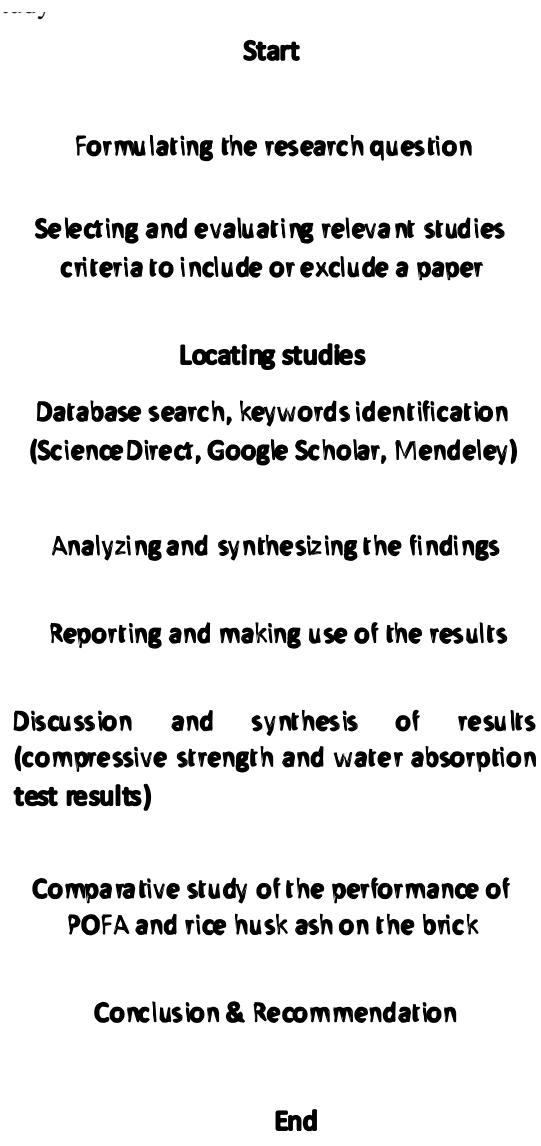 Start
Formulating the research question
Selecting and evaluating relevant studies
criteria to include or exclude a paper
Locating studies
Database search, keywords identification
(ScienceDirect, Google Scholar, Mendeley)
Analyzing and synthesizing the findings
Reporting and making use of the results
Discussion and synthesis of results
(compressive strength and water absorption
test results)
Comparative study of the performance of
POFA and rice husk ash on the brick
Conclusion & Recommendation
End